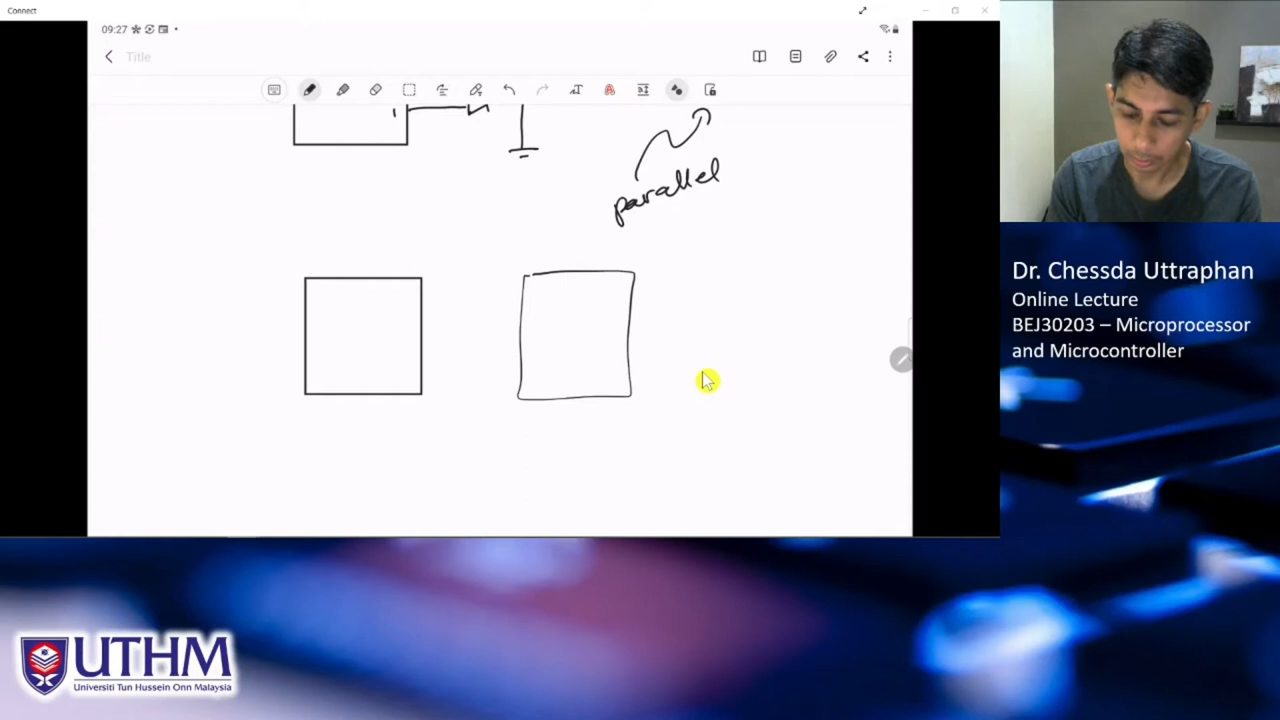 Connect
09:27
Title
parallel
Dr. Chessda Uttraphan
Online Lecture
BEJ30203 – Microprocessor
and Microcontroller
UTHM
Universiti Tun Hussein Onn Malaysia